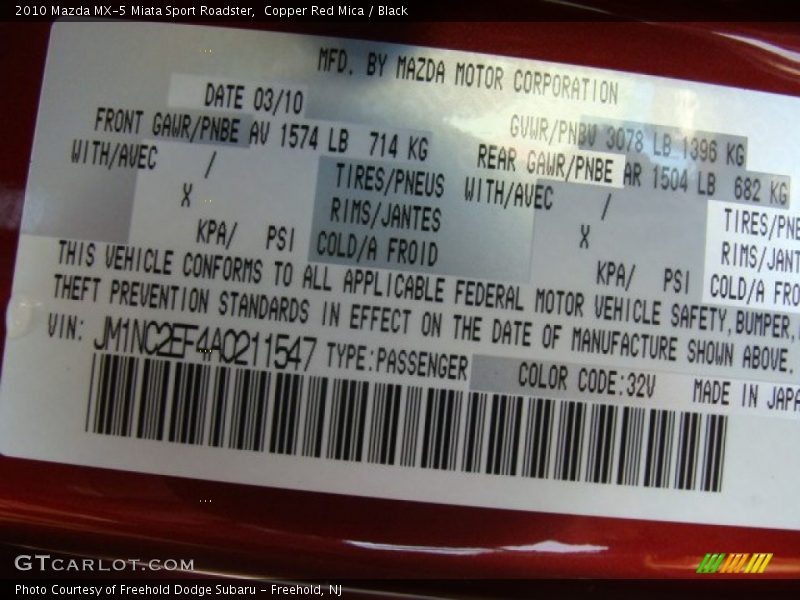 2010 Mazda MX-5 Miata Sport Roadster, Copper Red Mica / Black
MFD. BY MAZDA MOTOR CORPORATION
DATE 03/10
GVWR/PNBV 3078 LB 1396 KG
FRONT GAWR/PNBE AV 1574 LB 714 KG
REAR GAWR/PNBE AR 1504 LB 682 KG
WITH/AVEC / TIRES/PNEUS
WITH/AVEC / TIRES/PNE
X RIMS/JANTES
X RIMS/JANT
KPA/ PSI COLD/A FROID
KPA/ PSI COLD/A FRO
THIS VEHICLE CONFORMS TO ALL APPLICABLE FEDERAL MOTOR VEHICLE SAFETY, BUMPER,
THEFT PREVENTION STANDARDS IN EFFECT ON THE DATE OF MANUFACTURE SHOWN ABOVE.
VIN: JM1NC2EF4A0211547 TYPE:PASSENGER COLOR CODE:32V MADE IN JAPA
GTCARLOT.COM
Photo Courtesy of Freehold Dodge Subaru - Freehold, NJ